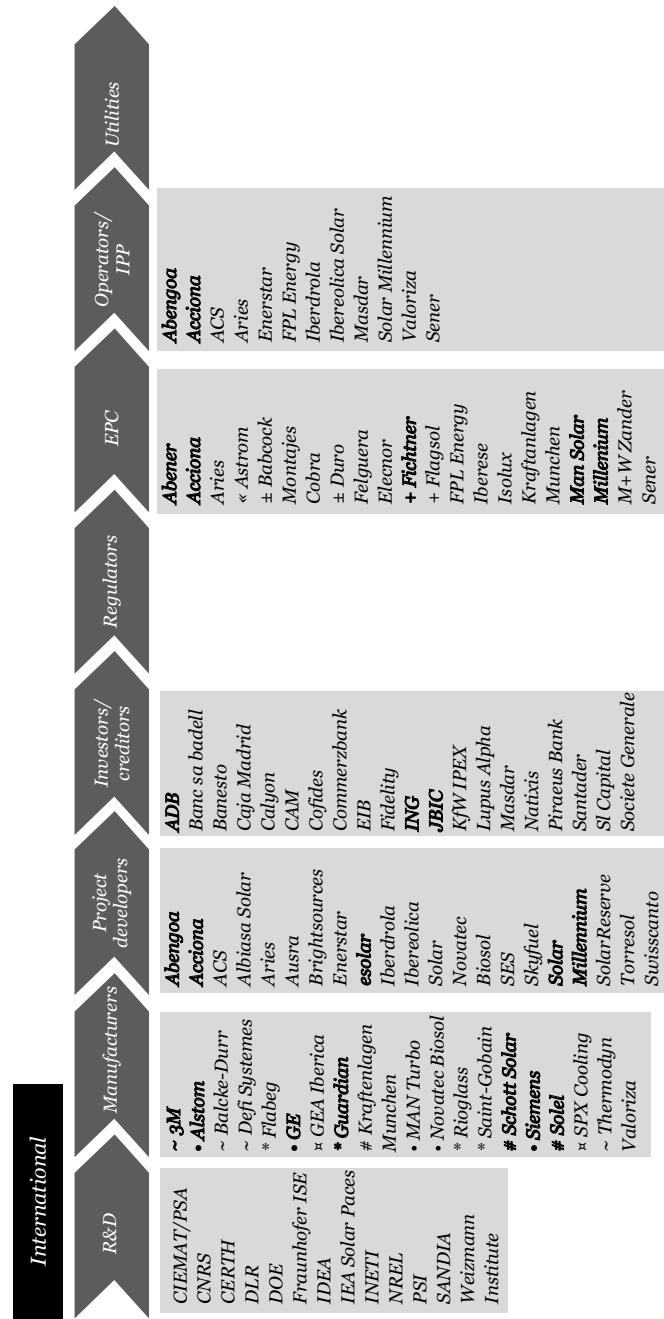 International
R&D
CIEMAT/PSA
CNRS
CERTH
DLR
DOE
Fraunhofer ISE
IDEA
IEA Solar Paces
INETI
NREL
PSI
SANDIA
Weizmann
Institute
Manufacturers
~ 3M
• Alstom
~ Balcke-Durr
~ Defi Systemes
* Flabeg
• GE
¤ GEA Iberica
* Guardian
# Kraftenlagen
Munchen
• MAN Turbo
• Novatec Biosol
* Rioglass
* Saint-Gobain
# Schott Solar
• Siemens
# Solel
¤ SPX Cooling
~ Thermodyn
Valoriza
Project
developers
Abengoa
Acciona
ACS
Albiasa Solar
Aries
Ausra
Brightsources
Enerstar
esolar
Iberdrola
Ibereolica
Solar
Novatec
Biosol
SES
Skyfuel
Solar
Millennium
SolarReserve
Torresol
Swisscanto
Investors/
creditors
ADB
Banc sa badell
Banesto
Caja Madrid
Calyon
CAM
Cofides
Commerzbank
EIB
Fidelity
ING
JBIC
KfW IPEX
Lupus Alpha
Masdar
Natixis
Piraeus Bank
Santader
Sl Capital
Societe Generale
Regulators
EPC
Abener
Acciona
Aries
« Astrom
± Babcock
Montajes
Cobra
± Duro
Felguera
Elecnor
+ Fichtner
+ Flagsol
FPL Energy
Iberese
Isolux
Kraftanlagen
Munchen
Man Solar
Millenium
M+W Zander
Sener
Operators/
IPP
Abengoa
Acciona
ACS
Aries
Enerstar
FPL Energy
Iberdrola
Ibereolica Solar
Masdar
Solar Millennium
Valoriza
Sener
Utilities